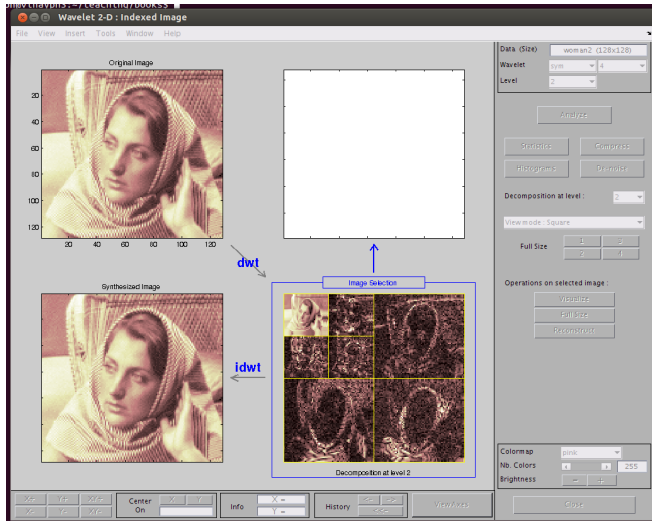 Wavelet 2-D : Indexed Image
File View Insert Tools Window Help
Original Image
20
40
60
80
100
120
20 40 60 80 100 120
dwt
Synthesized Image
idwt
Image Selection
Decomposition at level 2
Data (Size) woman2 (128x128)
Wavelet sym 4
Level 2
Analyze
Statistics Compress
Histograms De-noise
Decomposition at level : 2
View mode : Square
Full Size 1 3
2 4
Operations on selected image :
Visualize
Full Size
Reconstruct
Colormap pink
Nb. Colors 255
Brightness - +
Close
X+ Y+ XY+
X- Y- XY-
Center On X Y
Info X =
Y =
History <- ->
<<-
View Axes